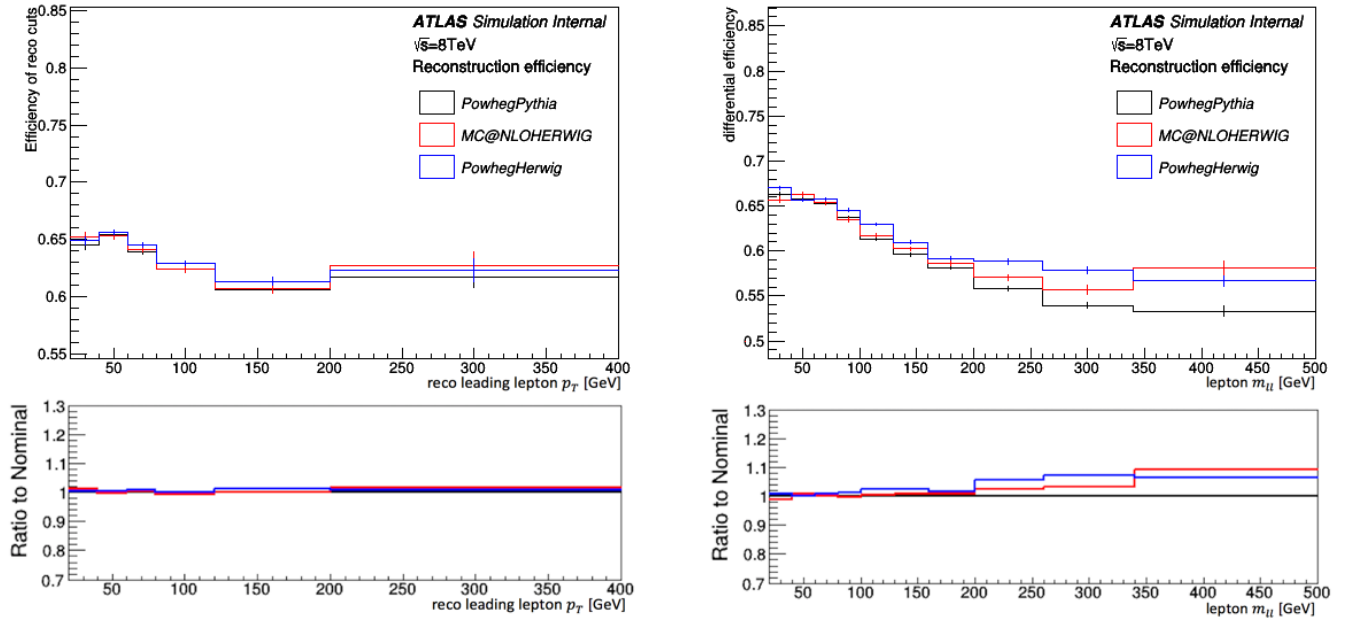 ATLAS Simulation Internal
√s=8TeV
Reconstruction efficiency
PowhegPythia
MC@NLOHERWIG
PowhegHerwig
Efficiency of reco cuts
0.85
0.8
0.75
0.7
0.65
0.6
0.55
50 100 150 200 250 300 350 400
reco leading lepton p_T [GeV]
ATLAS Simulation Internal
√s=8TeV
Reconstruction efficiency
PowhegPythia
MC@NLOHERWIG
PowhegHerwig
differential efficiency
0.85
0.8
0.75
0.7
0.65
0.6
0.55
0.5
50 100 150 200 250 300 350 400 450 500
lepton m_ll [GeV]
Ratio to Nominal
1.3
1.2
1.1
1
0.9
0.8
0.7
50 100 150 200 250 300 350 400
reco leading lepton p_T [GeV]
Ratio to Nominal
1.3
1.2
1.1
1
0.9
0.8
0.7
50 100 150 200 250 300 350 400 450 500
lepton m_ll [GeV]